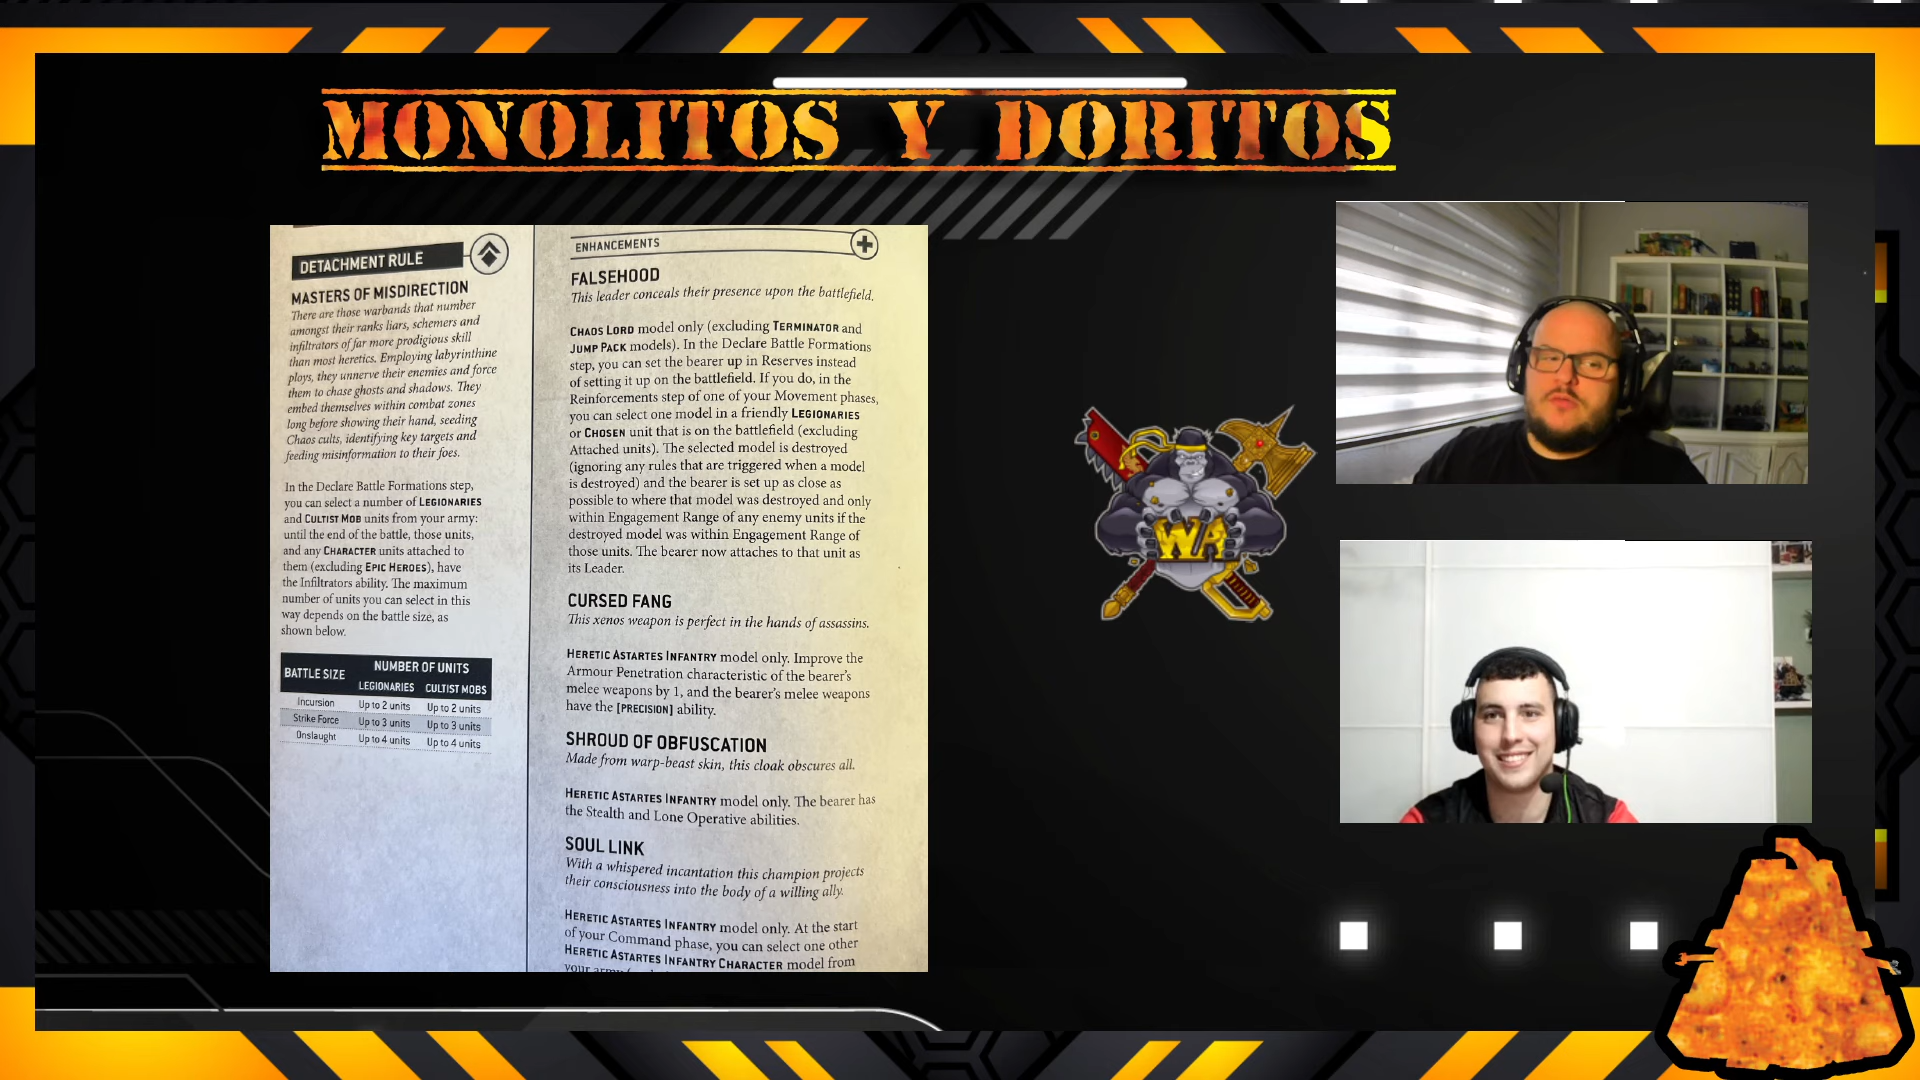 MONOLITOS Y DORITOS
DETACHMENT RULE
MASTERS OF MISDIRECTION
There are those warbands that number
amongst their ranks liars, schemers and
infiltrators of far more prodigious skill
than most heretics. Employing labyrinthine
ploys, they unnerve their enemies and force
them to chase ghosts and shadows. They
embed themselves within combat zones
long before showing their hand, seeding
Chaos cults, identifying key targets and
feeding misinformation to their foes.
In the Declare Battle Formations step,
you can select a number of LEGIONARIES
and CULTIST MOB units from your army:
until the end of the battle, those units,
and any CHARACTER units attached to
them (excluding EPIC HEROES), have
the Infiltrators ability. The maximum
number of units you can select in this
way depends on the battle size, as
shown below.
BATTLE SIZE NUMBER OF UNITS
LEGIONARIES CULTIST MOBS
Incursion Up to 2 units Up to 2 units
Strike Force Up to 3 units Up to 3 units
Onslaught Up to 4 units Up to 4 units
ENHANCEMENTS
FALSEHOOD
This leader conceals their presence upon the battlefield.
CHAOS LORD model only (excluding TERMINATOR and
JUMP PACK models). In the Declare Battle Formations
step, you can set the bearer up in Reserves instead
of setting it up on the battlefield. If you do, in the
Reinforcements step of one of your Movement phases,
you can select one model in a friendly LEGIONARIES
or CHOSEN unit that is on the battlefield (excluding
Attached units). The selected model is destroyed
(ignoring any rules that are triggered when a model
is destroyed) and the bearer is set up as close as
possible to where that model was destroyed and only
within Engagement Range of any enemy units if the
destroyed model was within Engagement Range of
those units. The bearer now attaches to that unit as
its Leader.
CURSED FANG
This xenos weapon is perfect in the hands of assassins.
HERETIC ASTARTES INFANTRY model only. Improve the
Armour Penetration characteristic of the bearer's
melee weapons by 1, and the bearer's melee weapons
have the [PRECISION] ability.
SHROUD OF OBFUSCATION
Made from warp-beast skin, this cloak obscures all.
HERETIC ASTARTES INFANTRY model only. The bearer has
the Stealth and Lone Operative abilities.
SOUL LINK
With a whispered incantation this champion projects
their consciousness into the body of a willing ally.
HERETIC ASTARTES INFANTRY model only. At the start
of your Command phase, you can select one other
HERETIC ASTARTES INFANTRY CHARACTER model from
your
WA